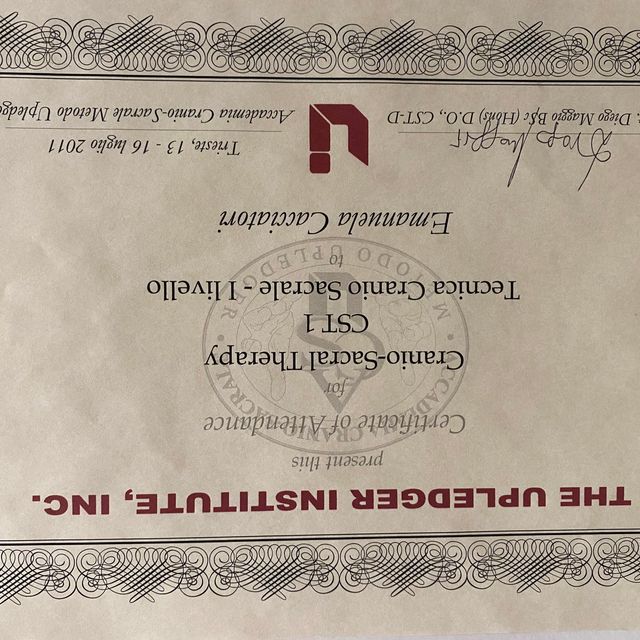 THE UPLEDGER INSTITUTE, INC.
present this
Certificate of Attendance
for
Cranio-Sacral Therapy
CST 1
Tecnica Cranio Sacrale - I livello
to
Emanuela Cacciatori
METODO UPLEDGER
Trieste, 13 - 16 luglio 2011
Accademia Cranio-Sacrale Metodo
Diego Maggio BSc (Hons) D.O., CST-D